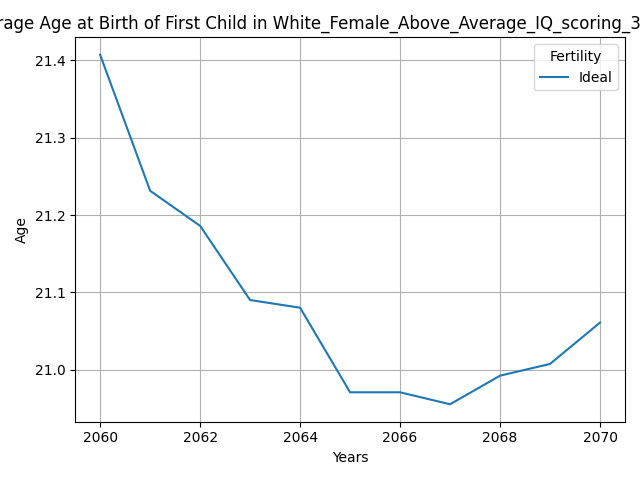 rage Age at Birth of First Child in White_Female_Above_Average_IQ_scoring_3
Fertility
Ideal
21.4
21.3
21.2
21.1
21.0
Age
2060 2062 2064 2066 2068 2070
Years